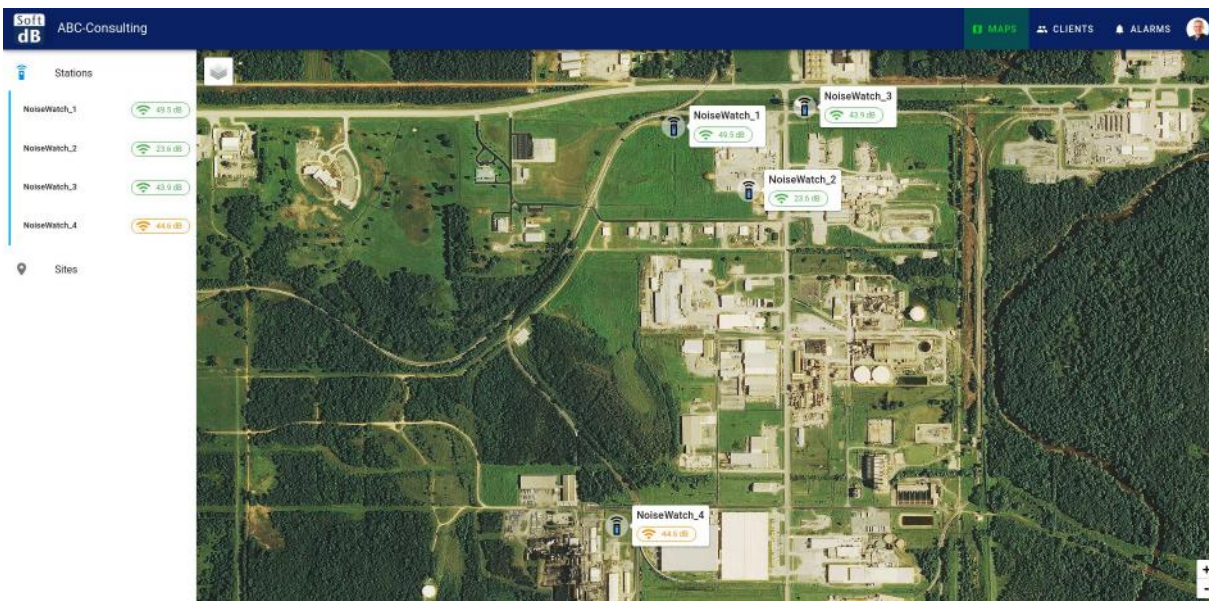 Soft
dB
ABC-Consulting
MAPS
CLIENTS
ALARMS
Stations
NoiseWatch_1
49.5 dB
NoiseWatch_2
23.6 dB
NoiseWatch_3
43.9 dB
NoiseWatch_4
44.6 dB
Sites
NoiseWatch_3
43.9 dB
NoiseWatch_1
49.5 dB
NoiseWatch_2
23.6 dB
NoiseWatch_4
44.6 dB
+
-